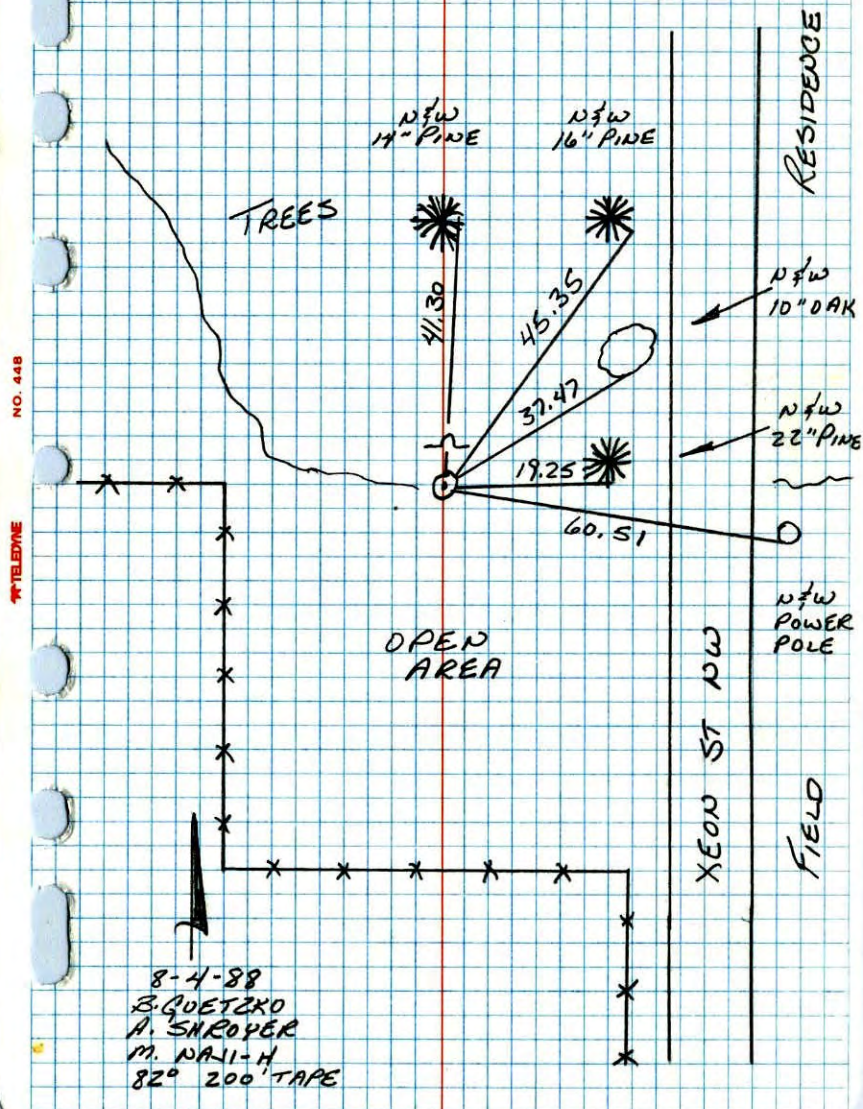 N&W
14" PINE
N&W
16" PINE
RESIDENCE
TREES
N&W
10" OAK
41.30
45.35
37.47
N&W
22" PINE
19.25
60.51
N&W
POWER
POLE
OPEN
AREA
XEON ST NW
FIELD
NO. 448
TELEDYNE
8-4-88
B. GUETZKO
A. SHROYER
M. NAJI-H
82° 200' TAPE